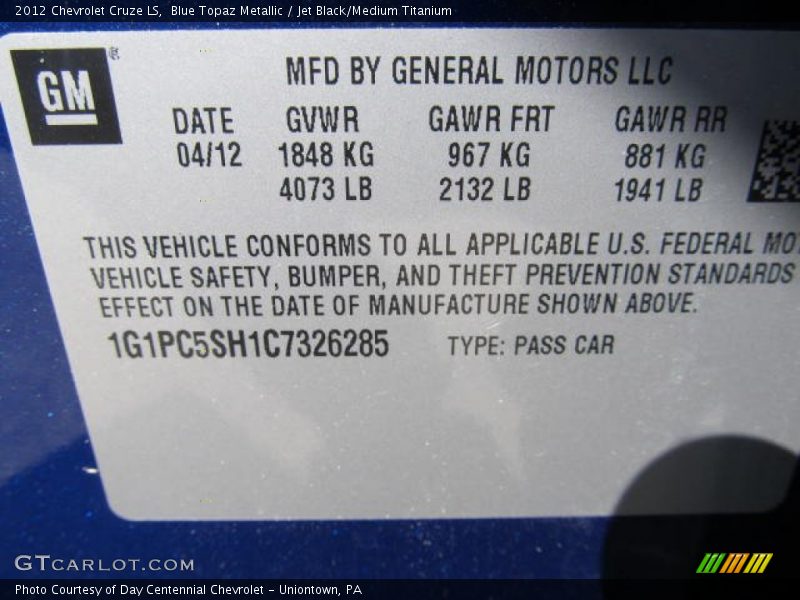 2012 Chevrolet Cruze LS,  Blue Topaz Metallic / Jet Black/Medium Titanium
GM ®
MFD BY GENERAL MOTORS LLC
DATE GVWR GAWR FRT GAWR RR
04/12 1848 KG 967 KG 881 KG
4073 LB 2132 LB 1941 LB
THIS VEHICLE CONFORMS TO ALL APPLICABLE U.S. FEDERAL MO
VEHICLE SAFETY, BUMPER, AND THEFT PREVENTION STANDARDS
EFFECT ON THE DATE OF MANUFACTURE SHOWN ABOVE.
1G1PC5SH1C7326285 TYPE: PASS CAR
GTCARLOT.COM
Photo Courtesy of Day Centennial Chevrolet - Uniontown, PA